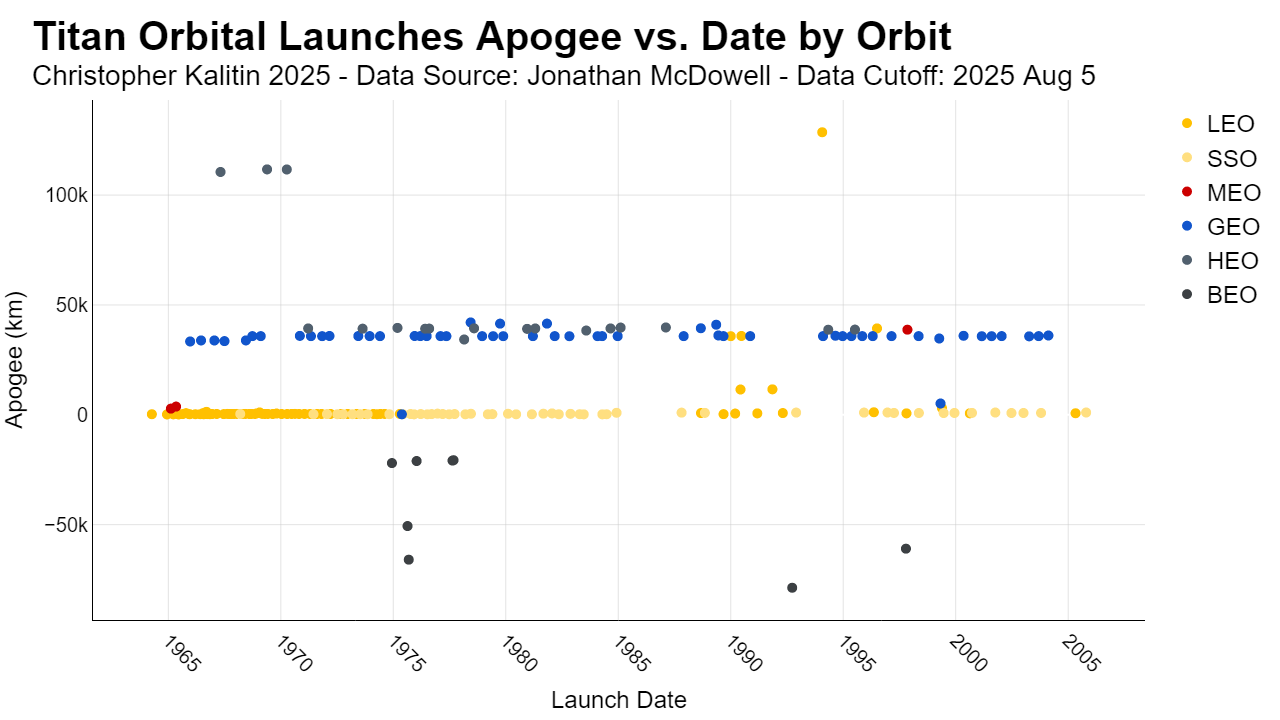 Titan Orbital Launches Apogee vs. Date by Orbit
Christopher Kalitin 2025 - Data Source: Jonathan McDowell - Data Cutoff: 2025 Aug 5
LEO
SSO
MEO
GEO
HEO
BEO
Apogee (km)
100k
50k
0
−50k
1965
1970
1975
1980
1985
1990
1995
2000
2005
Launch Date